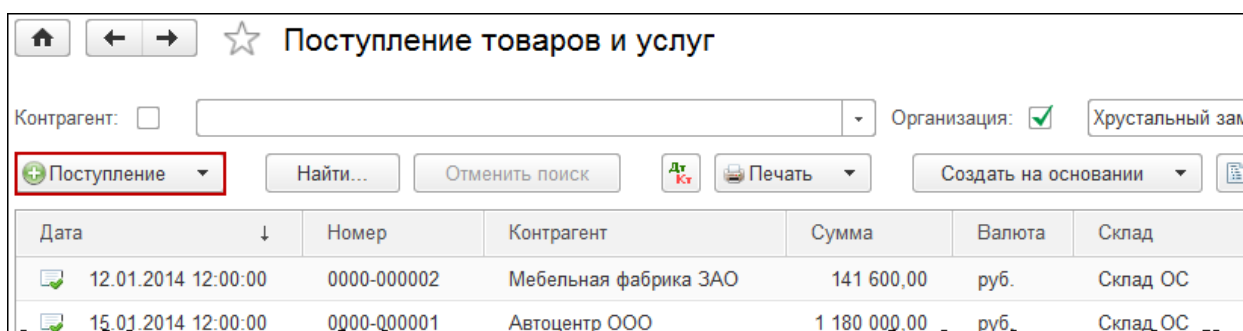 Поступление товаров и услуг
Контрагент: Организация: Хрустальный зам
Поступление Найти... Отменить поиск Дт Кт Печать Создать на основании
Дата ↓ Номер Контрагент Сумма Валюта Склад
12.01.2014 12:00:00 0000-000002 Мебельная фабрика ЗАО 141 600,00 руб. Склад ОС
15.01.2014 12:00:00 0000-000001 Автоцентр ООО 1 180 000,00 руб. Склад ОС